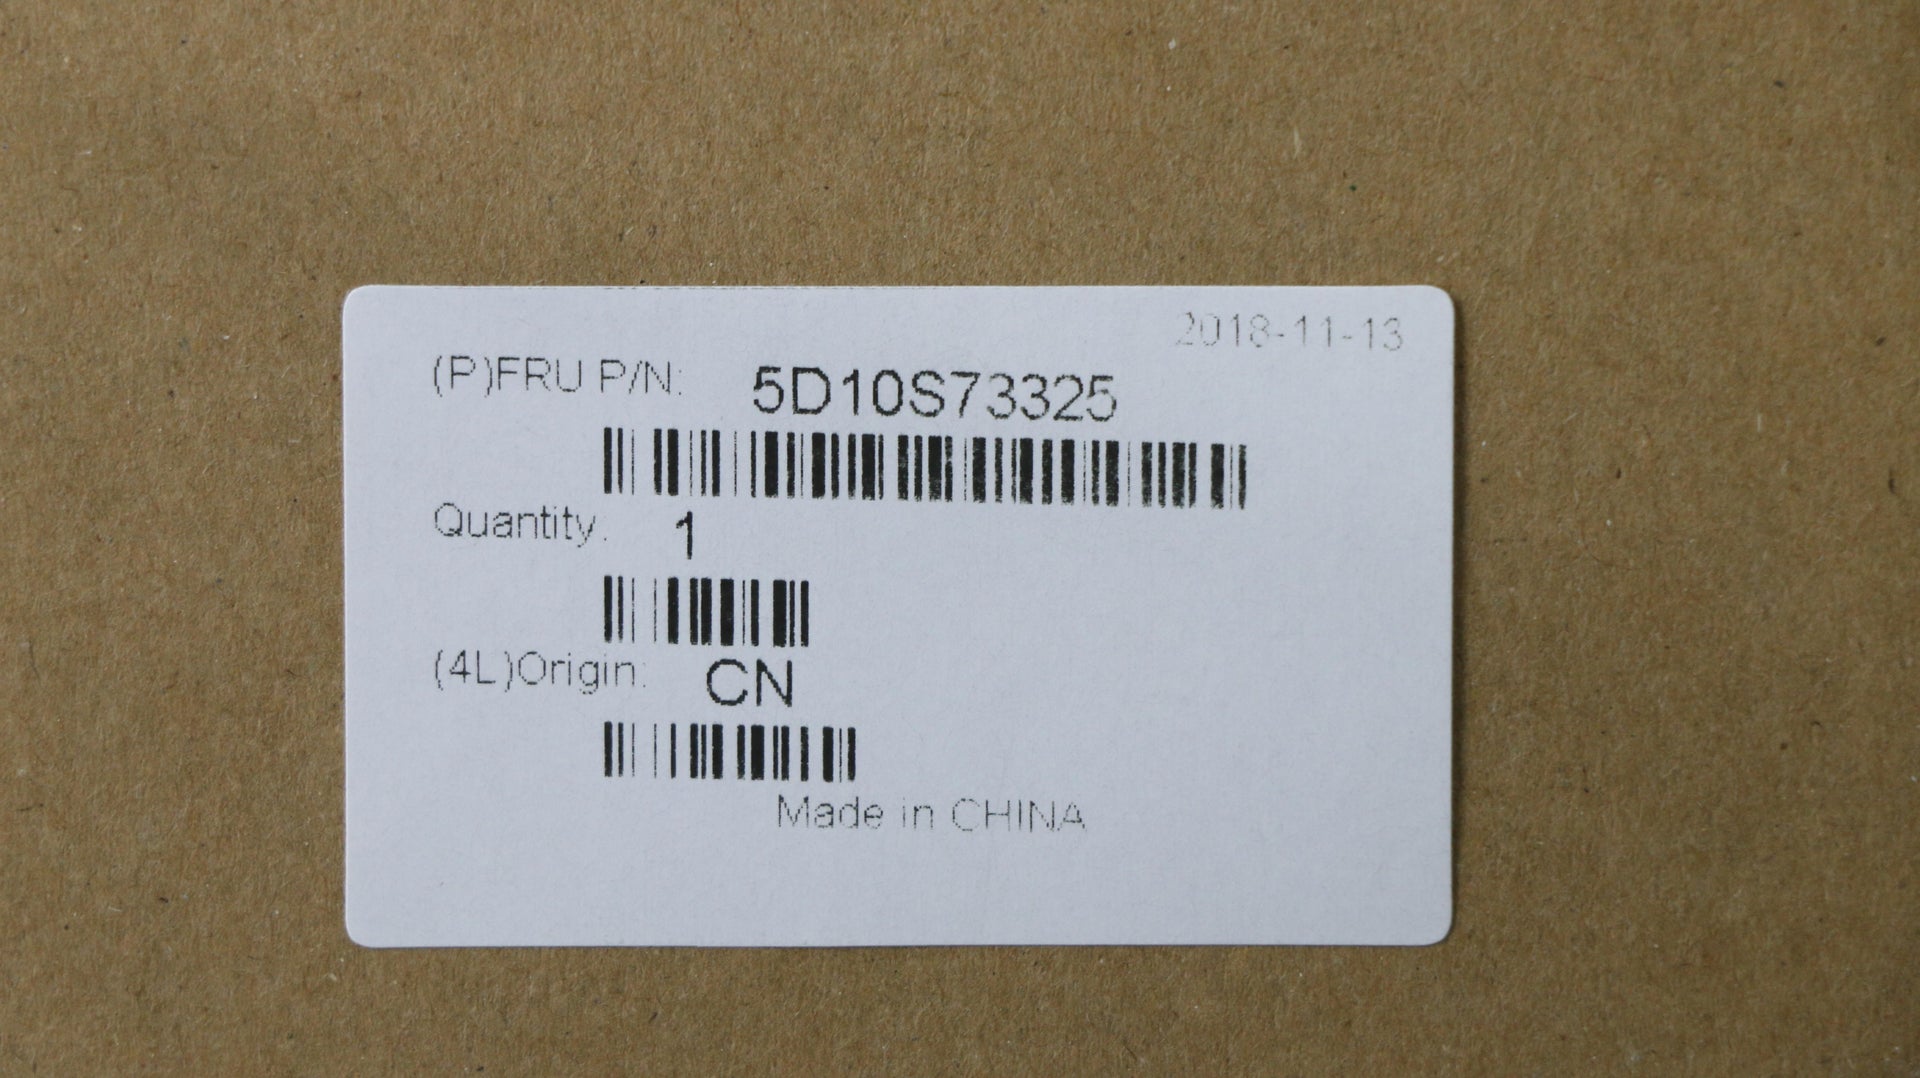 2018-11-13
(P)FRU P/N: 5D10S73325
Quantity: 1
(4L)Origin: CN
Made in CHINA